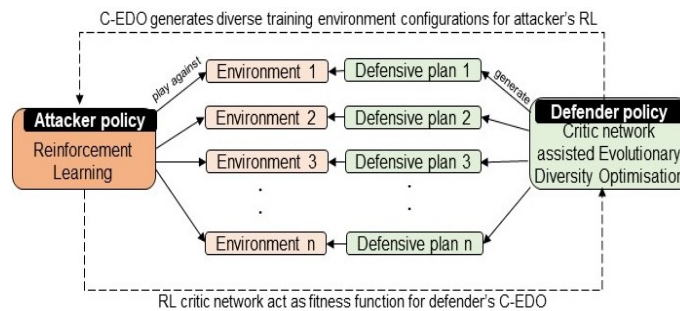 C-EDO generates diverse training environment configurations for attacker's RL
play against
Environment 1
Defensive plan 1
generate
Attacker policy
Reinforcement
Learning
Environment 2
Defensive plan 2
Defender policy
Critic network
assisted Evolutionary
Diversity Optimisation
Environment 3
Defensive plan 3
Environment n
Defensive plan n
RL critic network act as fitness function for defender's C-EDO